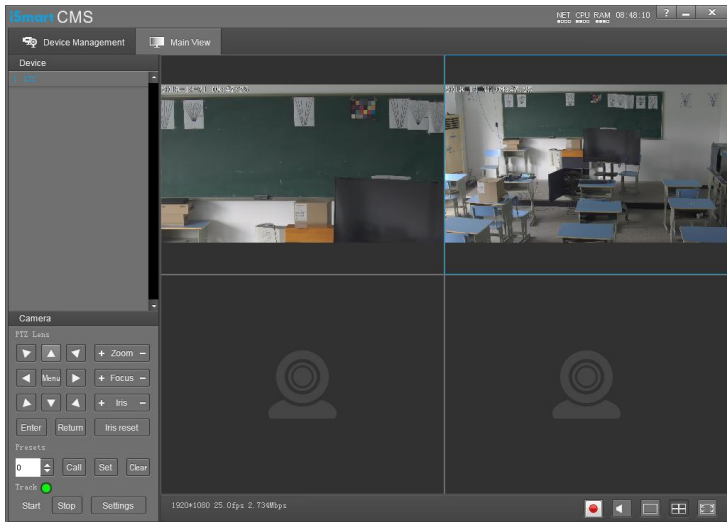 iSmart CMS
NET CPU RAM 08:48:10
Device Management
Main View
Device
Camera
PTZ Lens
+ Zoom −
Menu
+ Focus −
+ Iris −
Enter
Return
Iris reset
Presets
0
Call
Set
Clear
Track
Start
Stop
Settings
1920*1080 25.0fps 2.734Mbps